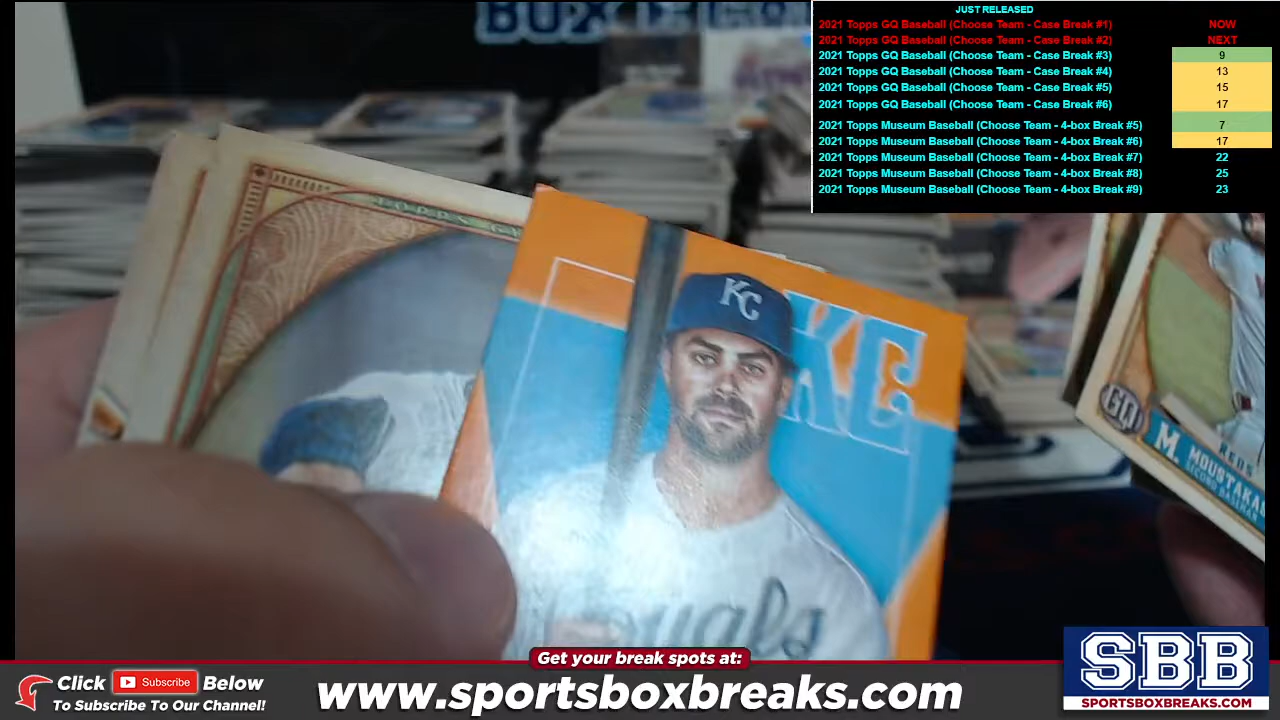 JUST RELEASED
2021 Topps GQ Baseball (Choose Team - Case Break #1) NOW
2021 Topps GQ Baseball (Choose Team - Case Break #2) NEXT
2021 Topps GQ Baseball (Choose Team - Case Break #3) 9
2021 Topps GQ Baseball (Choose Team - Case Break #4) 13
2021 Topps GQ Baseball (Choose Team - Case Break #5) 15
2021 Topps GQ Baseball (Choose Team - Case Break #6) 17
2021 Topps Museum Baseball (Choose Team - 4-box Break #5) 7
2021 Topps Museum Baseball (Choose Team - 4-box Break #6) 17
2021 Topps Museum Baseball (Choose Team - 4-box Break #7) 22
2021 Topps Museum Baseball (Choose Team - 4-box Break #8) 25
2021 Topps Museum Baseball (Choose Team - 4-box Break #9) 23
TOPPS
KC
KE
GQ
REDS
M. MOUSTAKAS
SECOND BASEMAN
Royals
Get your break spots at:
Click Subscribe Below
To Subscribe To Our Channel!
www.sportsboxbreaks.com
SBB
SPORTSBOXBREAKS.COM